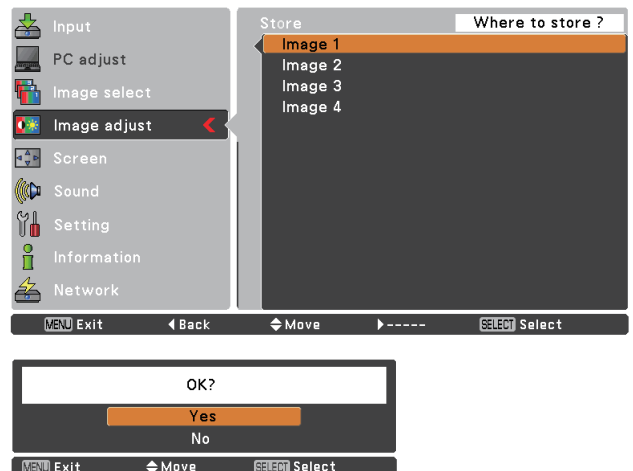 Input
PC adjust
Image select
Image adjust
Screen
Sound
Setting
Information
Network
Store
Where to store ?
Image 1
Image 2
Image 3
Image 4
MENU Exit Back Move ----- SELECT Select
OK?
Yes
No
MENU Exit Move SELECT Select